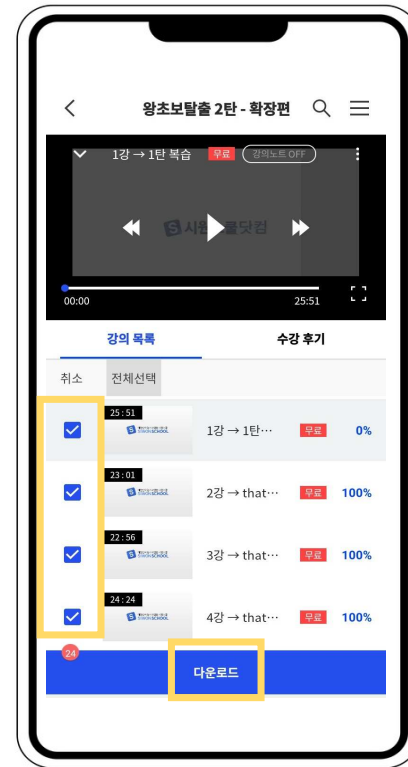 왕초보탈출 2탄 - 확장편
1강 → 1탄 복습 무료 강의노트 OFF
00:00 25:51
강의 목록 수강 후기
취소 전체선택
25:51
1강 → 1탄… 무료 0%
23:01
2강 → that… 무료 100%
22:56
3강 → that… 무료 100%
24:24
4강 → that… 무료 100%
24
다운로드